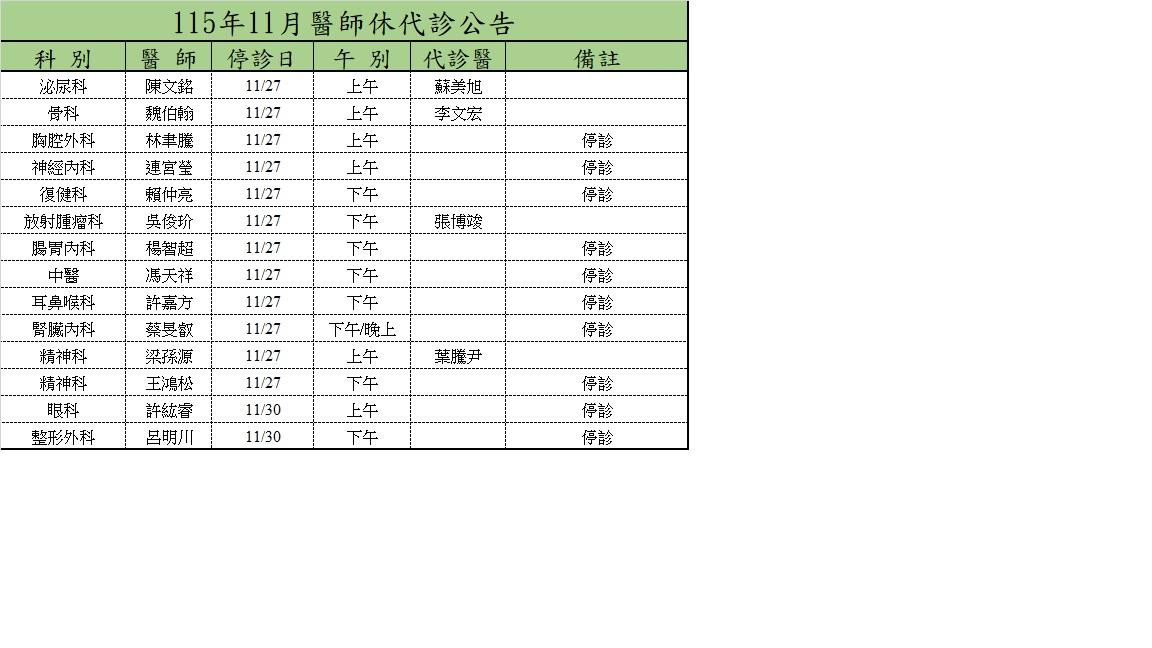 115年11月醫師休代診公告
科 別 醫 師 停診日 午 別 代診醫 備註
泌尿科 陳文銘 11/27 上午 蘇美旭
骨科 魏伯翰 11/27 上午 李文宏
胸腔外科 林聿騰 11/27 上午 停診
神經內科 連宮瑩 11/27 上午 停診
復健科 賴仲亮 11/27 下午 停診
放射腫瘤科 吳俊玠 11/27 下午 張博竣
腸胃內科 楊智超 11/27 下午 停診
中醫 馮天祥 11/27 下午 停診
耳鼻喉科 許嘉方 11/27 下午 停診
腎臟內科 蔡旻叡 11/27 下午/晚上 停診
精神科 梁孫源 11/27 上午 葉騰尹
精神科 王鴻松 11/27 下午 停診
眼科 許紘睿 11/30 上午 停診
整形外科 呂明川 11/30 下午 停診